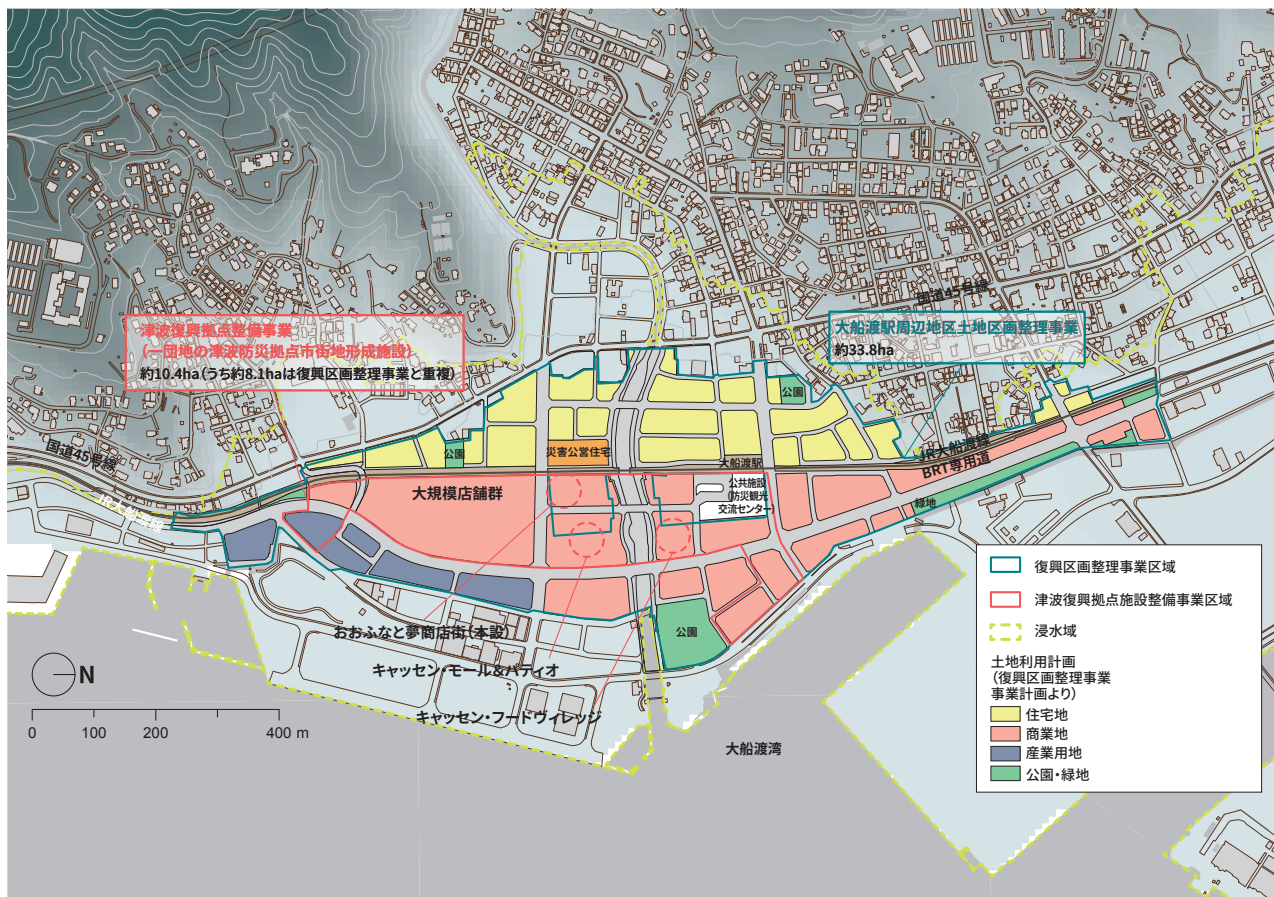 国道45号線
津波復興拠点整備事業
(一団地の津波防災拠点市街地形成施設)
約10.4ha(うち約8.1haは復興区画整理事業と重複)
大船渡駅周辺地区土地区画整理事業
約33.8ha
公園
国道45号線
公園
災害公営住宅
大船渡駅
JR大船渡線
BRT専用道
JR大船渡線
大規模店舗群
公共施設
(防災観光
交流センター)
緑地
おおふなと夢商店街(本設)
公園
キャッセン・モール&パティオ
キャッセン・フードヴィレッジ
大船渡湾
N
0 100 200 400 m
復興区画整理事業区域
津波復興拠点施設整備事業区域
浸水域
土地利用計画
(復興区画整理事業
事業計画より)
住宅地
商業地
産業用地
公園・緑地